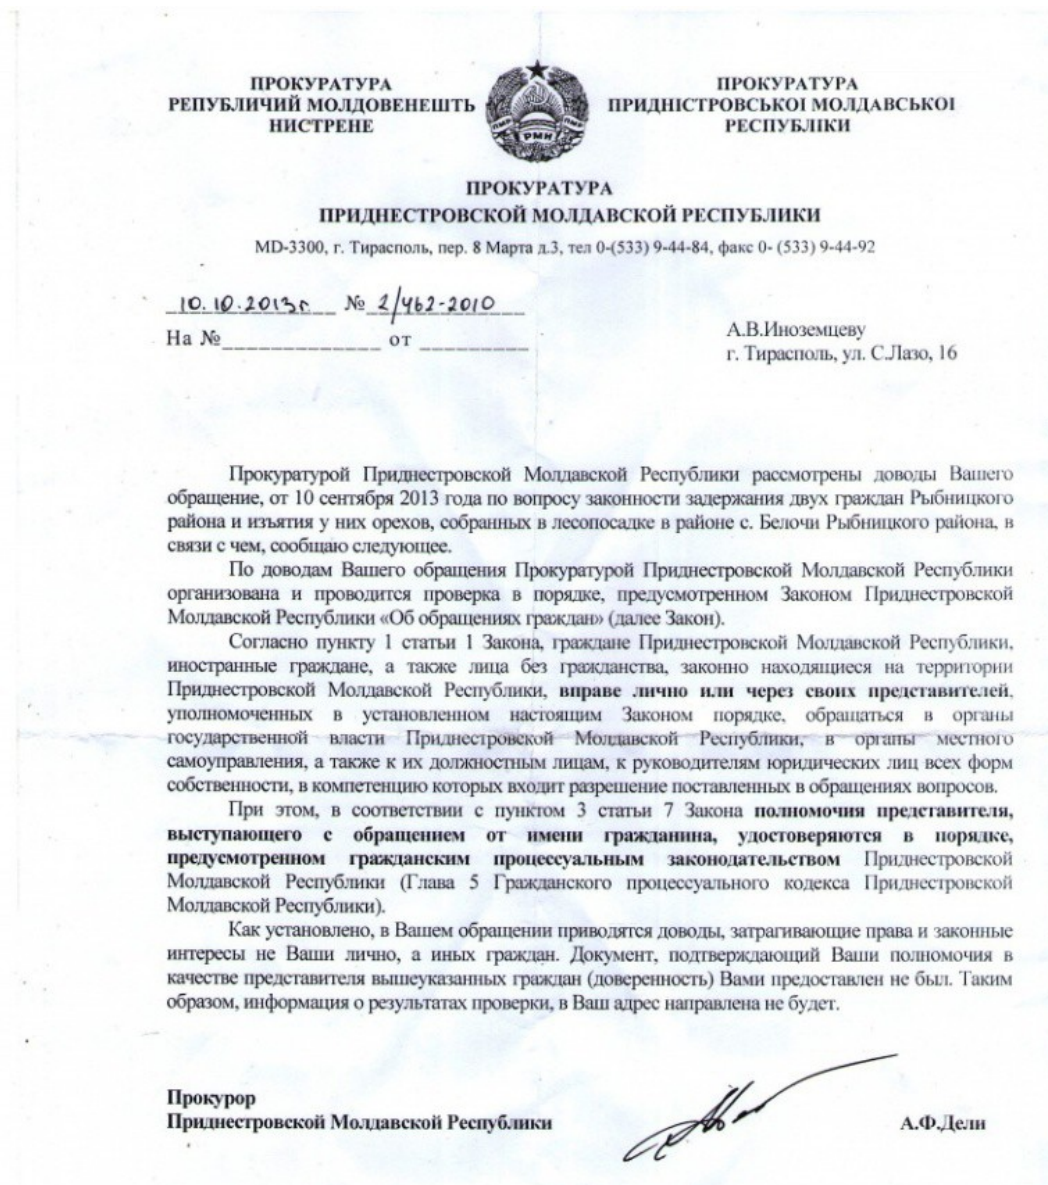 ПРОКУРАТУРА
РЕПУБЛИЧИЙ МОЛДОВЕНЕШТЬ
НИСТРЕНЕ
ПМР
РМН
ПМР
ПРОКУРАТУРА
ПРИДНІСТРОВСЬКОІ МОЛДАВСЬКОІ
РЕСПУБЛІКИ
ПРОКУРАТУРА
ПРИДНЕСТРОВСКОЙ МОЛДАВСКОЙ РЕСПУБЛИКИ
MD-3300, г. Тирасполь, пер. 8 Марта д.3, тел 0-(533) 9-44-84, факс 0- (533) 9-44-92
10.10.2013г. № 2/462-2010
На №______________ от __________
А.В.Иноземцеву
г. Тирасполь, ул. С.Лазо, 16
Прокуратурой Приднестровской Молдавской Республики рассмотрены доводы Вашего
обращение, от 10 сентября 2013 года по вопросу законности задержания двух граждан Рыбницкого
района и изъятия у них орехов, собранных в лесопосадке в районе с. Белочи Рыбницкого района, в
связи с чем, сообщаю следующее.
По доводам Вашего обращения Прокуратурой Приднестровской Молдавской Республики
организована и проводится проверка в порядке, предусмотренном Законом Приднестровской
Молдавской Республики «Об обращениях граждан» (далее Закон).
Согласно пункту 1 статьи 1 Закона, граждане Приднестровской Молдавской Республики,
иностранные граждане, а также лица без гражданства, законно находящиеся на территории
Приднестровской Молдавской Республики, вправе лично или через своих представителей,
уполномоченных в установленном настоящим Законом порядке, обращаться в органы
государственной власти Приднестровской Молдавской Республики, в органы местного
самоуправления, а также к их должностным лицам, к руководителям юридических лиц всех форм
собственности, в компетенцию которых входит разрешение поставленных в обращениях вопросов.
При этом, в соответствии с пунктом 3 статьи 7 Закона полномочия представителя,
выступающего с обращением от имени гражданина, удостоверяются в порядке,
предусмотренном гражданским процессуальным законодательством Приднестровской
Молдавской Республики (Глава 5 Гражданского процессуального кодекса Приднестровской
Молдавской Республики).
Как установлено, в Вашем обращении приводятся доводы, затрагивающие права и законные
интересы не Ваши лично, а иных граждан. Документ, подтверждающий Ваши полномочия в
качестве представителя вышеуказанных граждан (доверенность) Вами предоставлен не был. Таким
образом, информация о результатах проверки, в Ваш адрес направлена не будет.
Прокурор
Приднестровской Молдавской Республики
А.Ф.Дели